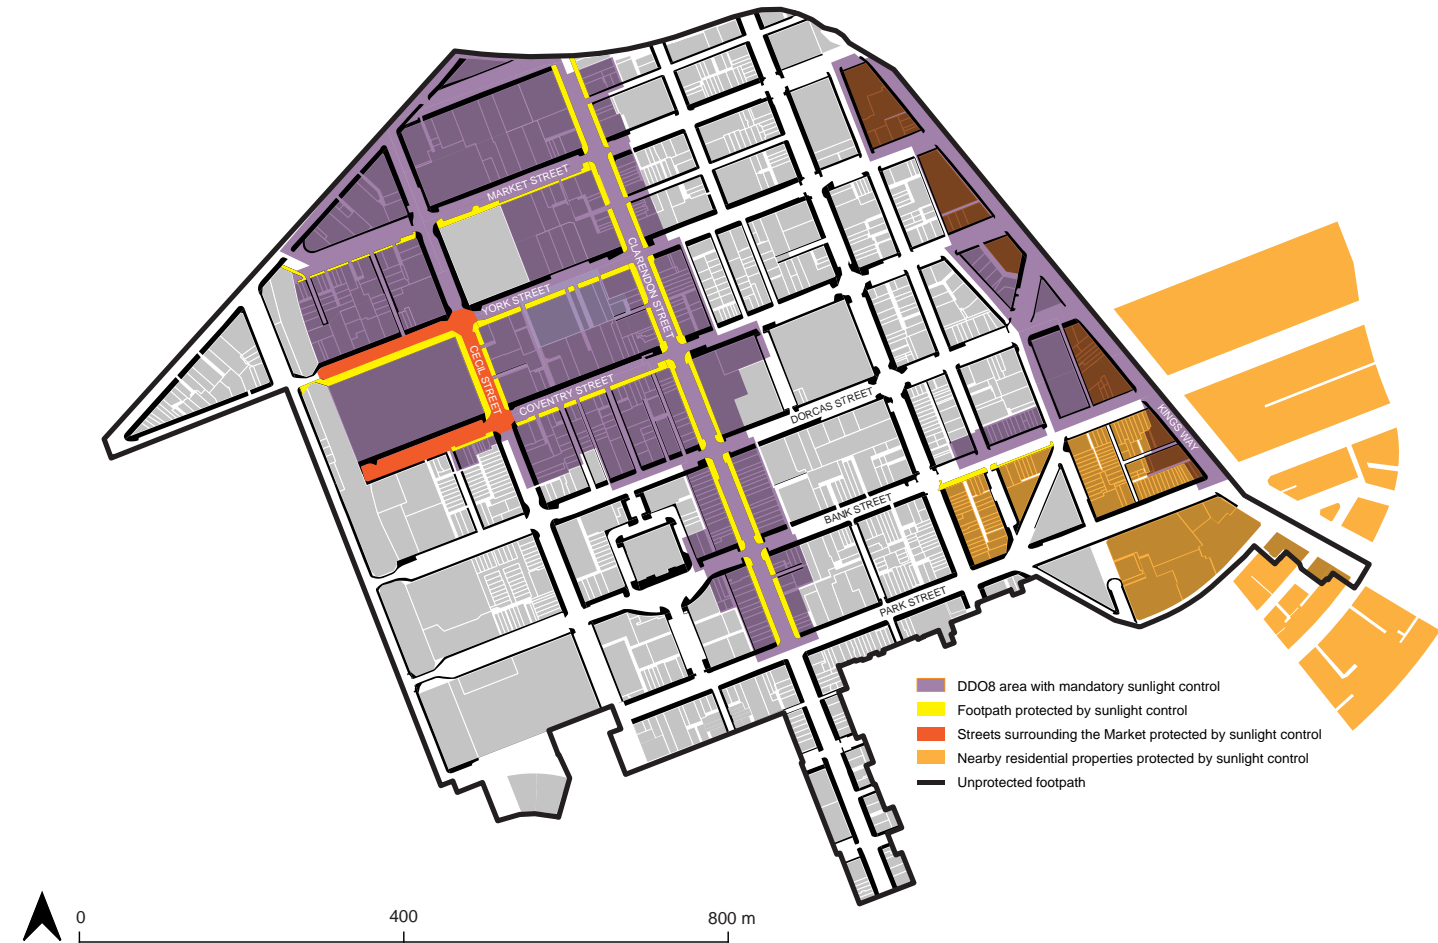 MARKET STREET
CLARENDON STREET
YORK STREET
CECIL STREET
COVENTRY STREET
DORCAS STREET
KINGS WAY
BANK STREET
PARK STREET
DDO8 area with mandatory sunlight control
Footpath protected by sunlight control
Streets surrounding the Market protected by sunlight control
Nearby residential properties protected by sunlight control
Unprotected footpath
0 400 800 m